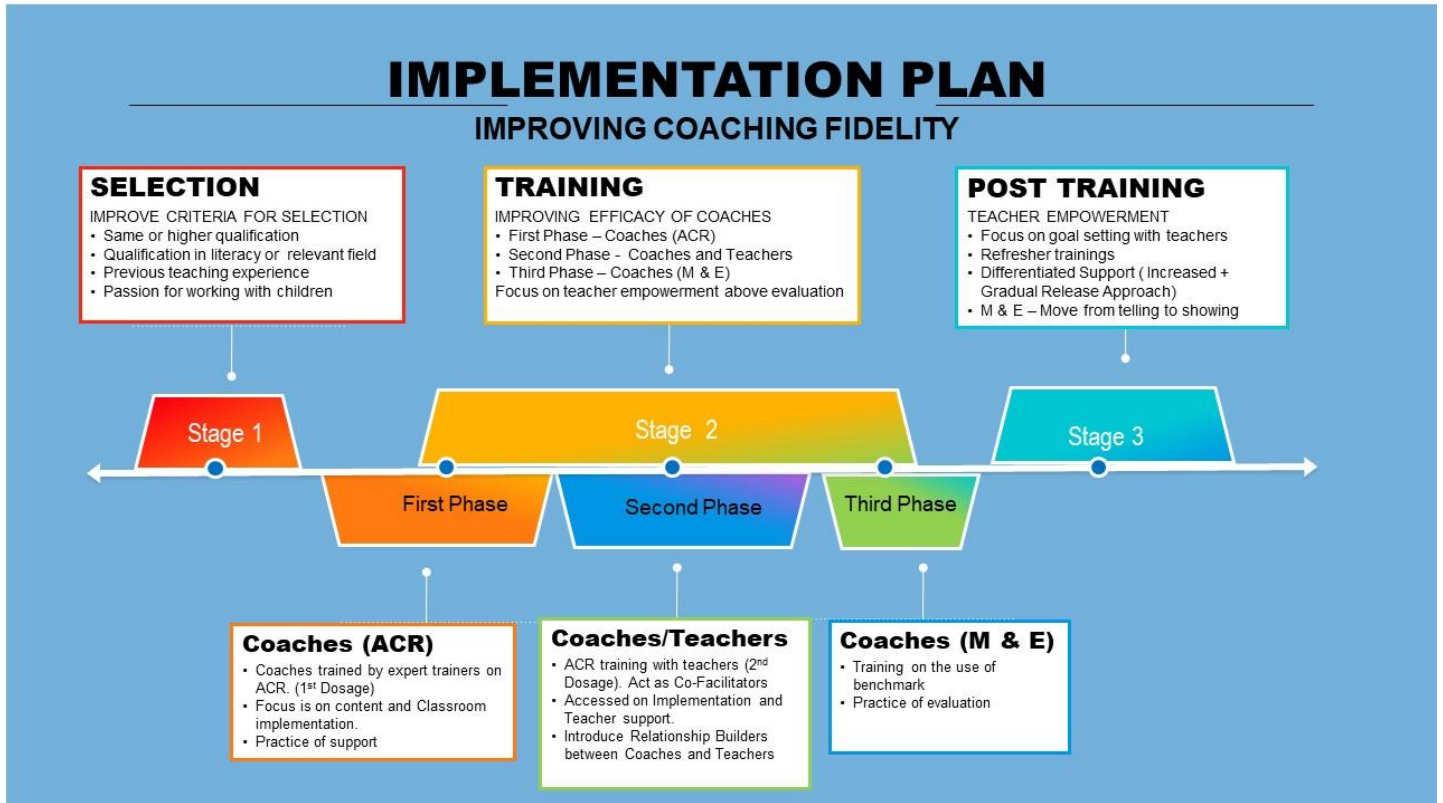 IMPLEMENTATION PLAN
IMPROVING COACHING FIDELITY
SELECTION
IMPROVE CRITERIA FOR SELECTION
• Same or higher qualification
• Qualification in literacy or relevant field
• Previous teaching experience
• Passion for working with children
TRAINING
IMPROVING EFFICACY OF COACHES
• First Phase – Coaches (ACR)
• Second Phase - Coaches and Teachers
• Third Phase – Coaches (M & E)
Focus on teacher empowerment above evaluation
POST TRAINING
TEACHER EMPOWERMENT
• Focus on goal setting with teachers
• Refresher trainings
• Differentiated Support ( Increased +
Gradual Release Approach)
• M & E – Move from telling to showing
Stage 1
Stage 2
Stage 3
First Phase
Second Phase
Third Phase
Coaches (ACR)
• Coaches trained by expert trainers on
ACR. (1st Dosage)
• Focus is on content and Classroom
implementation.
• Practice of support
Coaches/Teachers
• ACR training with teachers (2nd
Dosage). Act as Co-Facilitators
• Accessed on Implementation and
Teacher support.
• Introduce Relationship Builders
between Coaches and Teachers
Coaches (M & E)
• Training on the use of
benchmark
• Practice of evaluation